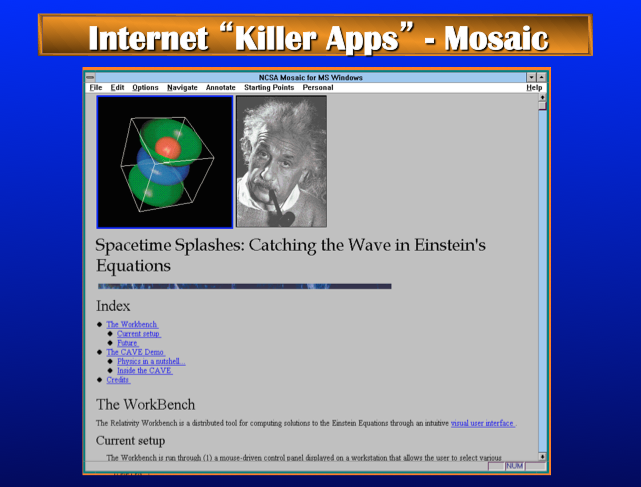 Internet “Killer Apps” - Mosaic
NCSA Mosaic for MS Windows
File Edit Options Navigate Annotate Starting Points Personal Help
Spacetime Splashes: Catching the Wave in Einstein's
Equations
Index
The Workbench
Current setup
Future
The CAVE Demo
Physics in a nutshell...
Inside the CAVE
Credits
The WorkBench
The Relativity Workbench is a distributed tool for computing solutions to the Einstein Equations through an intuitive visual user interface
Current setup
The Workbench is run through (1) a mouse-driven control panel displayed on a workstation that allows the user to select various
NUM